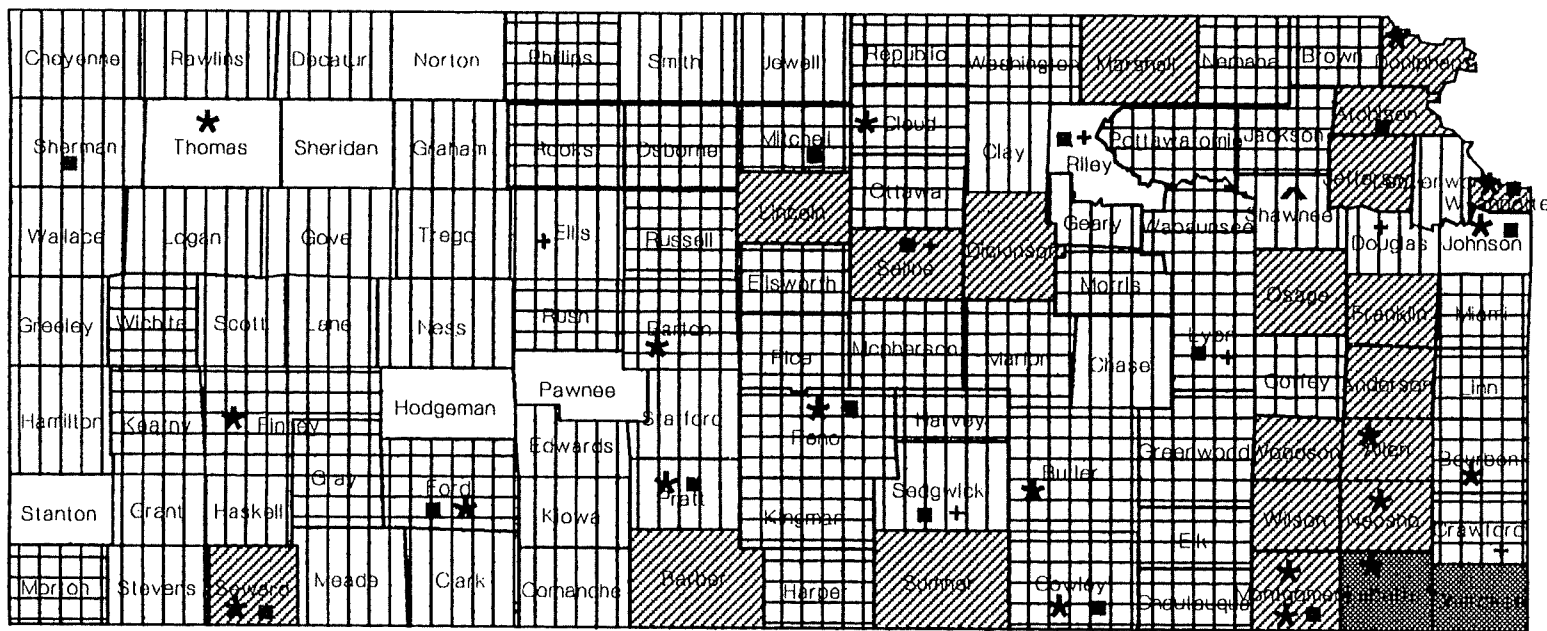 Cheyenne Rawlins Decatur Norton Phillips Smith Jewell Republic Washington Marshall Nemaha Brown Doniphan
Sherman Thomas Sheridan Graham Rooks Osborne Mitchell Cloud Clay Riley Pottawatomie Jackson Atchison
Ottawa Jefferson
Wallace Logan Gove Trego Ellis Russell Lincoln Saline Dickinson Geary Wabaunsee Shawnee Douglas Johnson Wyandotte
Ellsworth Morris Osage Franklin Miami
Greeley Wichita Scott Lane Ness Rush Barton Rice McPherson Marion Chase Lyon Coffey Anderson Linn
Hamilton Kearny Finney Hodgeman Pawnee Stafford Reno Harvey
Edwards Butler Greenwood Woodson Allen Bourbon
Stanton Grant Haskell Gray Ford Kiowa Pratt Kingman Sedgwick Elk Wilson Neosho Crawford
Morton Stevens Seward Meade Clark Comanche Barber Harper Sumner Cowley Chautauqua Montgomery